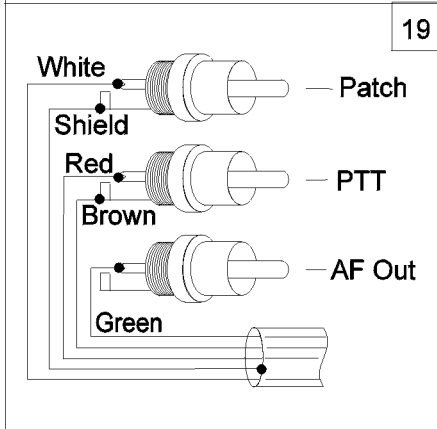 19
White
Patch
Shield
Red
PTT
Brown
AF Out
Green